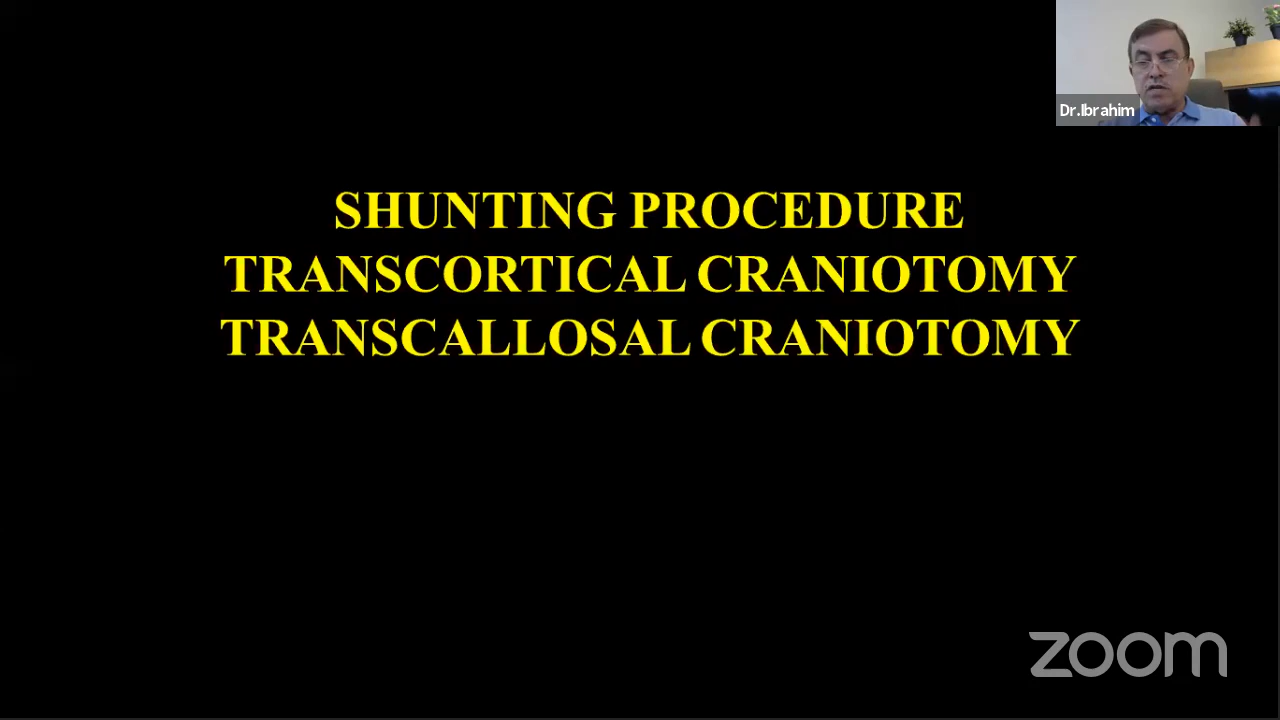 Dr.Ibrahim
SHUNTING PROCEDURE
TRANSCORTICAL CRANIOTOMY
TRANSCALLOSAL CRANIOTOMY
zoom